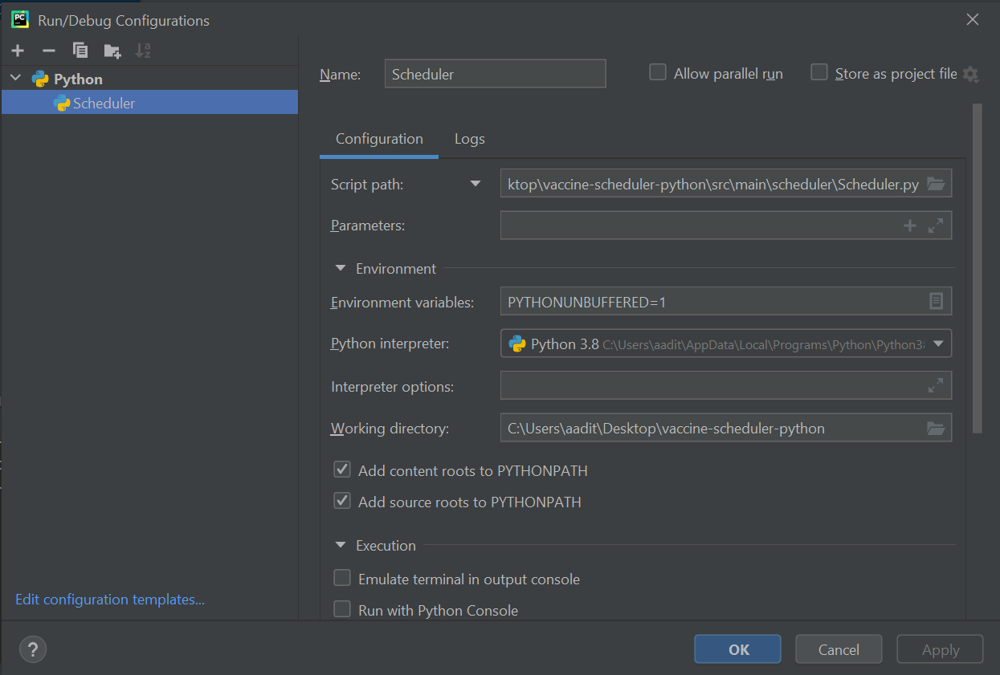 PC
Run/Debug Configurations
Python
Scheduler
Edit configuration templates...
Name:
Scheduler
Allow parallel run
Store as project file
Configuration
Logs
Script path:
ktop\vaccine-scheduler-python\src\main\scheduler\Scheduler.py
Parameters:
Environment
Environment variables:
PYTHONUNBUFFERED=1
Python interpreter:
Python 3.8 C:\Users\aadit\AppData\Local\Programs\Python\Python3
Interpreter options:
Working directory:
C:\Users\aadit\Desktop\vaccine-scheduler-python
Add content roots to PYTHONPATH
Add source roots to PYTHONPATH
Execution
Emulate terminal in output console
Run with Python Console
?
OK
Cancel
Apply